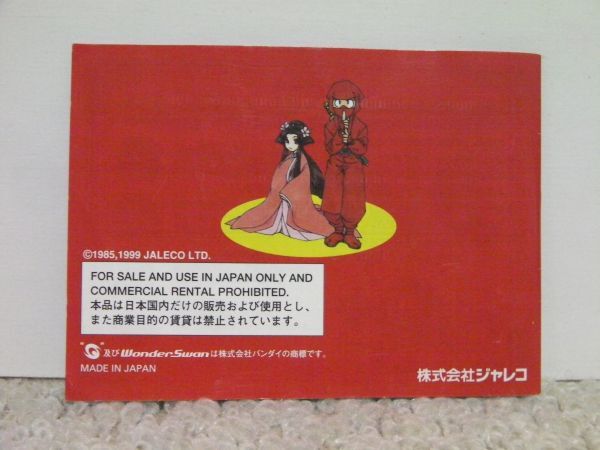 ©1985,1999 JALECO LTD.
FOR SALE AND USE IN JAPAN ONLY AND
COMMERCIAL RENTAL PROHIBITED.
本品は日本国内だけの販売および使用とし、
また商業目的の賃貸は禁止されています。
及びWonderSwanは株式会社バンダイの商標です。
MADE IN JAPAN
株式会社ジャレコ